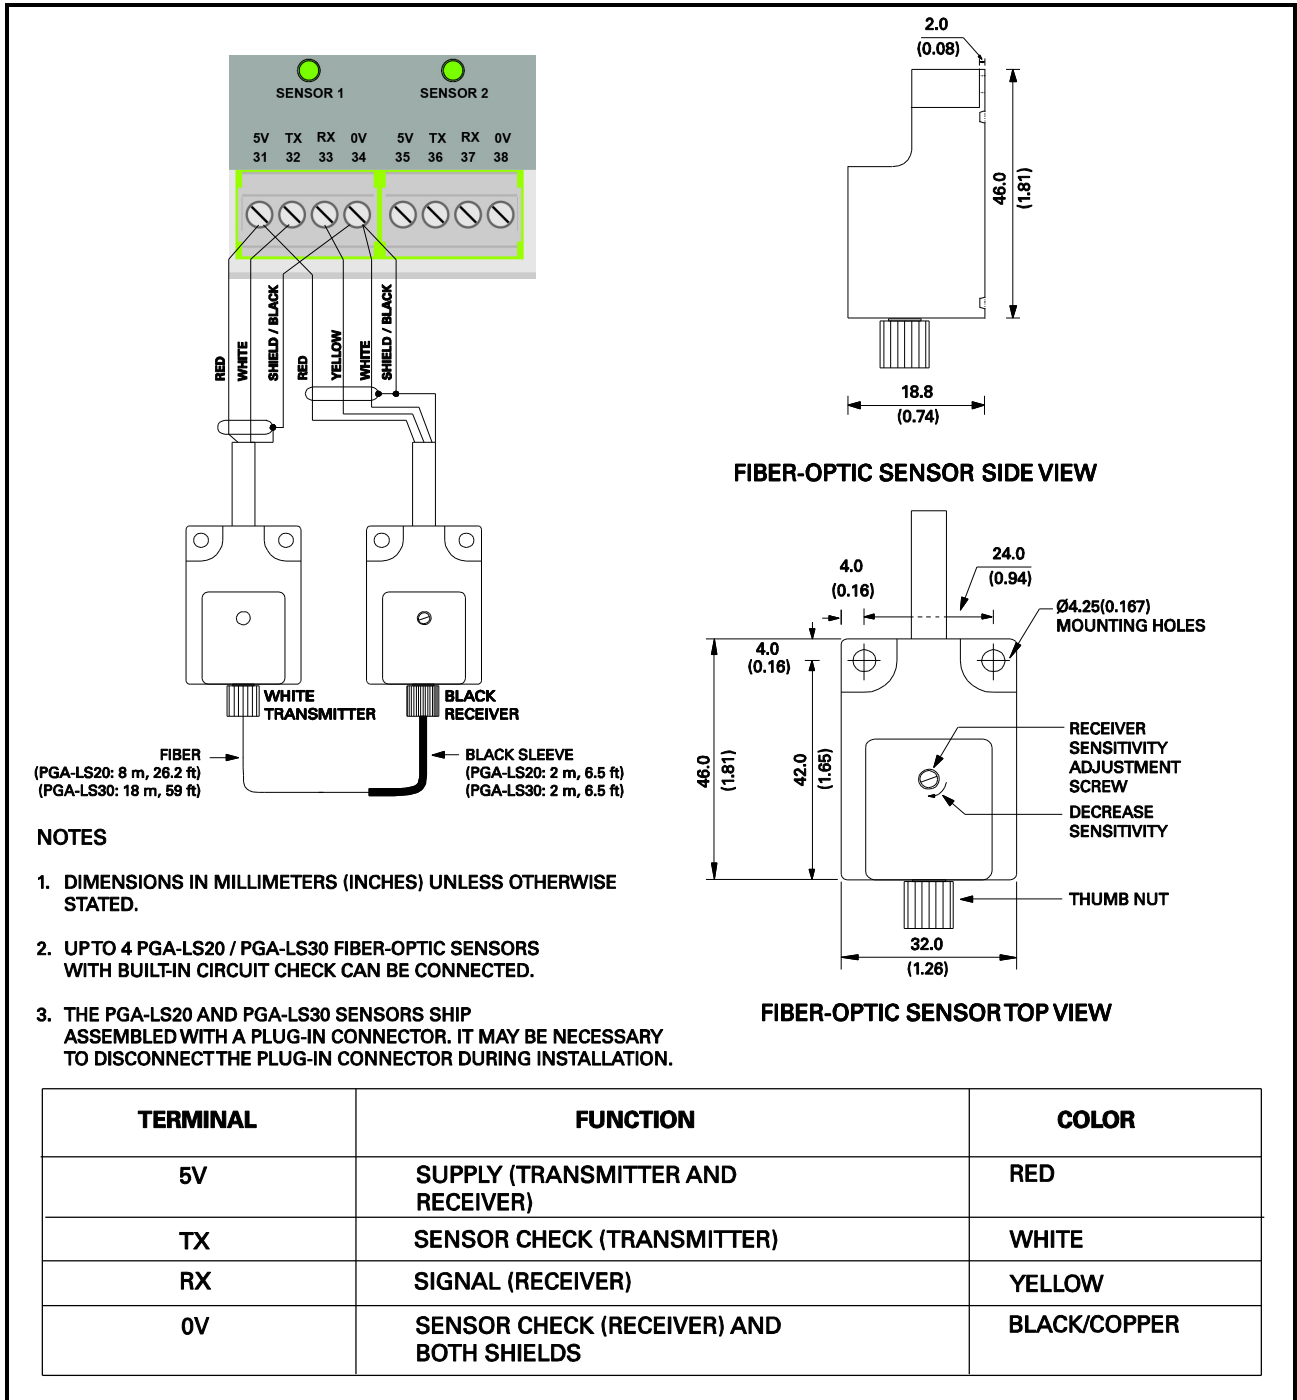 SENSOR 1
SENSOR 2
5V TX RX 0V
31 32 33 34
5V TX RX 0V
35 36 37 38
RED
WHITE
SHIELD / BLACK
RED
YELLOW
WHITE
SHIELD / BLACK
WHITE
TRANSMITTER
BLACK
RECEIVER
FIBER
(PGA-LS20: 8 m, 26.2 ft)
(PGA-LS30: 18 m, 59 ft)
BLACK SLEEVE
(PGA-LS20: 2 m, 6.5 ft)
(PGA-LS30: 2 m, 6.5 ft)
2.0
(0.08)
46.0
(1.81)
18.8
(0.74)
FIBER-OPTIC SENSOR SIDE VIEW
24.0
(0.94)
4.0
(0.16)
Ø4.25(0.167)
MOUNTING HOLES
4.0
(0.16)
46.0
(1.81)
42.0
(1.65)
RECEIVER
SENSITIVITY
ADJUSTMENT
SCREW
DECREASE
SENSITIVITY
THUMB NUT
32.0
(1.26)
FIBER-OPTIC SENSOR TOP VIEW
NOTES
1. DIMENSIONS IN MILLIMETERS (INCHES) UNLESS OTHERWISE
STATED.
2. UP TO 4 PGA-LS20 / PGA-LS30 FIBER-OPTIC SENSORS
WITH BUILT-IN CIRCUIT CHECK CAN BE CONNECTED.
3. THE PGA-LS20 AND PGA-LS30 SENSORS SHIP
ASSEMBLED WITH A PLUG-IN CONNECTOR. IT MAY BE NECESSARY
TO DISCONNECT THE PLUG-IN CONNECTOR DURING INSTALLATION.
TERMINAL FUNCTION COLOR
5V SUPPLY (TRANSMITTER AND RED
RECEIVER)
TX SENSOR CHECK (TRANSMITTER) WHITE
RX SIGNAL (RECEIVER) YELLOW
0V SENSOR CHECK (RECEIVER) AND BLACK/COPPER
BOTH SHIELDS